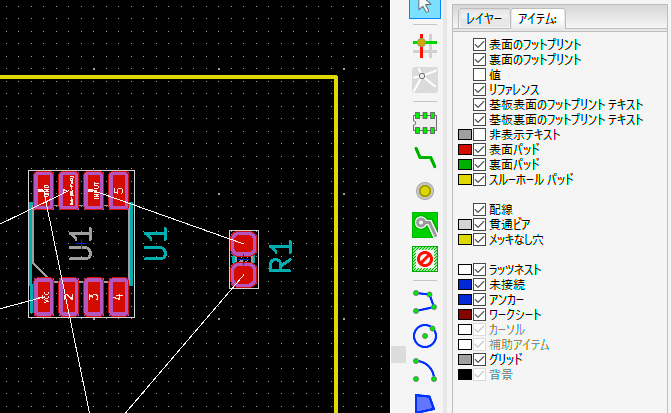 レイヤー アイテム:
表面のフットプリント
裏面のフットプリント
値
リファレンス
基板表面のフットプリント テキスト
基板裏面のフットプリント テキスト
非表示テキスト
表面パッド
裏面パッド
スルーホール パッド
配線
貫通ビア
メッキなし穴
ラッツネスト
未接続
アンカー
ワークシート
カーソル
補助アイテム
グリッド
背景
GND
INPUT
5
U1
U1
R1
VCC
2
3
4